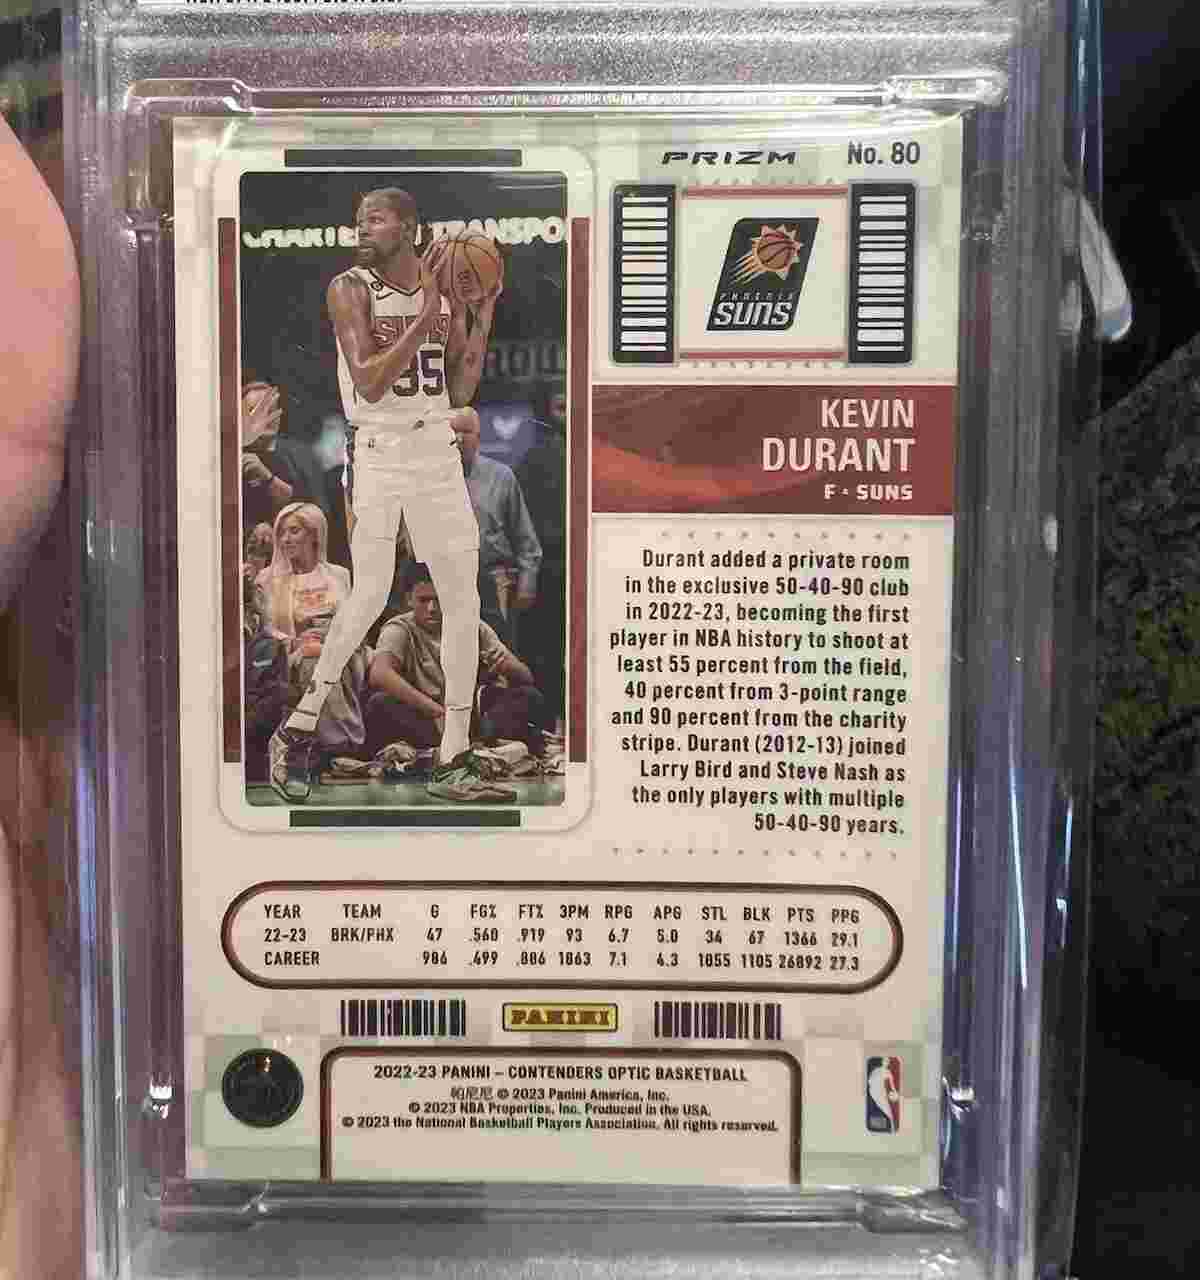 PRIZM No. 80
PHOENIX
SUNS
SUNS
35
KEVIN
DURANT
F - SUNS
Durant added a private room
in the exclusive 50-40-90 club
in 2022-23, becoming the first
player in NBA history to shoot at
least 55 percent from the field,
40 percent from 3-point range
and 90 percent from the charity
stripe. Durant (2012-13) joined
Larry Bird and Steve Nash as
the only players with multiple
50-40-90 years.
YEAR TEAM G FG% FT% 3PM RPG APG STL BLK PTS PPG
22-23 BRK/PHX 47 .560 .919 93 6.7 5.0 34 67 1366 29.1
CAREER 986 .499 .886 1863 7.1 4.3 1055 1105 26892 27.3
PANINI
2022-23 PANINI – CONTENDERS OPTIC BASKETBALL
帕尼尼 © 2023 Panini America, Inc.
© 2023 NBA Properties, Inc. Produced in the USA.
© 2023 the National Basketball Players Association. All rights reserved.